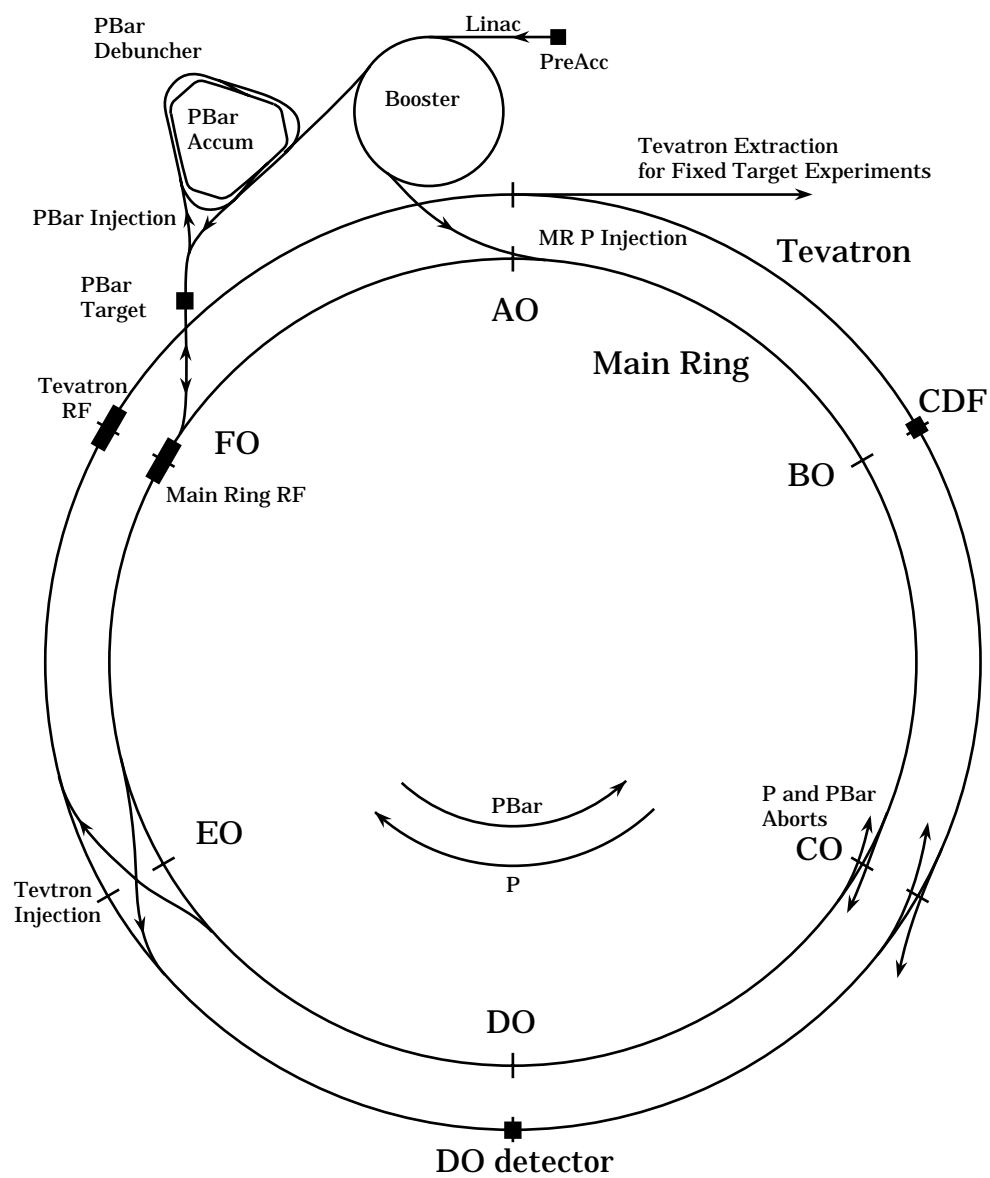 PBar
Debuncher
Linac
PreAcc
Booster
PBar
Accum
Tevatron Extraction
for Fixed Target Experiments
PBar Injection
MR P Injection
Tevatron
PBar
Target
AO
Main Ring
Tevatron
RF
CDF
FO
BO
Main Ring RF
PBar
P and PBar
Aborts
EO
CO
P
Tevtron
Injection
DO
DO detector